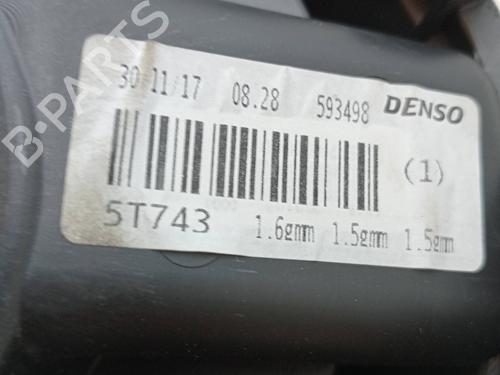 30/11/17 08.28 593498 DENSO
(1)
5T743 1.6gmm 1.5gmm 1.5gmm
B-PARTS